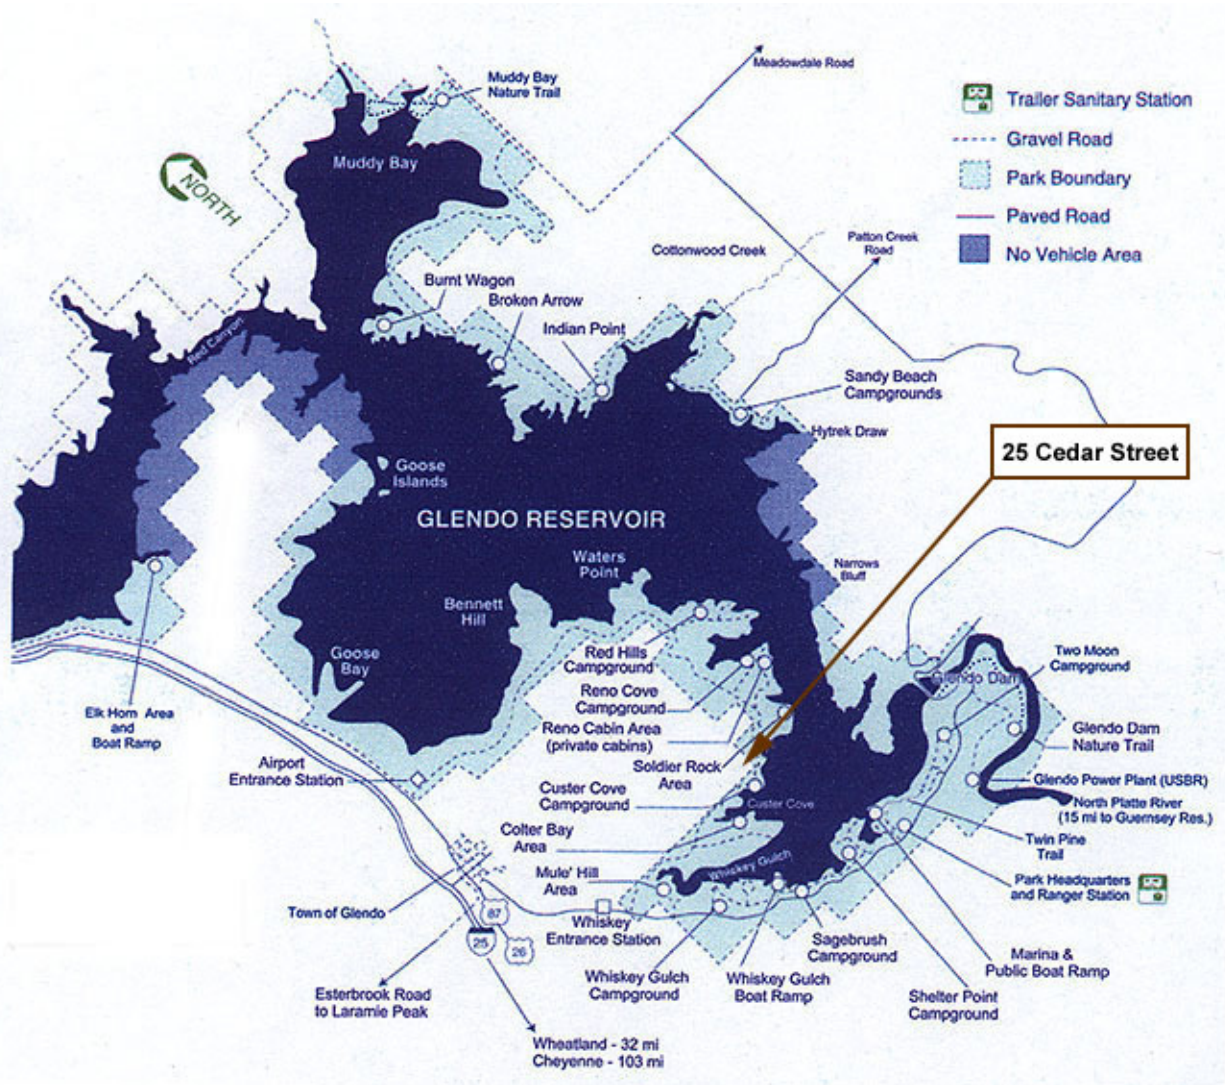 Meadowdale Road
Muddy Bay
Nature Trail
Trailer Sanitary Station
Gravel Road
Park Boundary
Paved Road
No Vehicle Area
Muddy Bay
NORTH
Cottonwood Creek
Patton Creek
Road
Burnt Wagon
Broken Arrow
Indian Point
Red Canyon
Sandy Beach
Campgrounds
Hytrek Draw
25 Cedar Street
Goose
Islands
GLENDO RESERVOIR
Waters
Point
Narrows
Bluff
Bennett
Hill
Goose
Bay
Red Hills
Campground
Two Moon
Campground
Glendo Dam
Reno Cove
Campground
Elk Horn Area
and
Boat Ramp
Reno Cabin Area
(private cabins)
Glendo Dam
Nature Trail
Airport
Entrance Station
Soldier Rock
Area
Glendo Power Plant (USBR)
Custer Cove
Campground
Custer Cove
North Platte River
(15 mi to Guernsey Res.)
Colter Bay
Area
Twin Pine
Trail
Whiskey Gulch
Mule' Hill
Area
Park Headquarters
and Ranger Station
Town of Glendo
87
25
26
Whiskey
Entrance Station
Sagebrush
Campground
Marina &
Public Boat Ramp
Whiskey Gulch
Campground
Whiskey Gulch
Boat Ramp
Shelter Point
Campground
Esterbrook Road
to Laramie Peak
Wheatland - 32 mi
Cheyenne - 103 mi